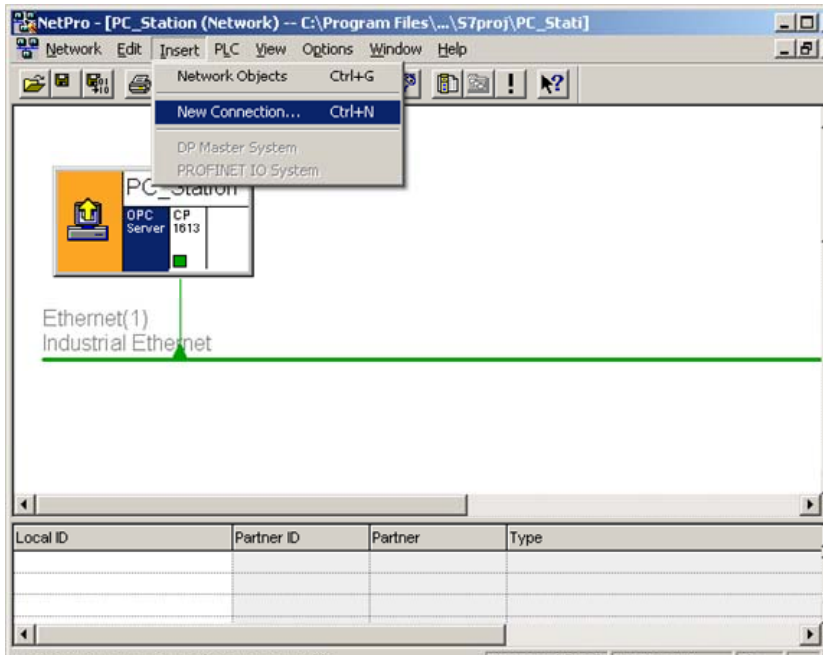 NetPro - [PC_Station (Network) -- C:\Program Files\...\S7proj\PC_Stati]
Network Edit Insert PLC View Options Window Help
Network Objects Ctrl+G
New Connection... Ctrl+N
DP Master System
PROFINET IO System
PC_Station
OPC Server
CP 1613
Ethernet(1)
Industrial Ethernet
Local ID Partner ID Partner Type